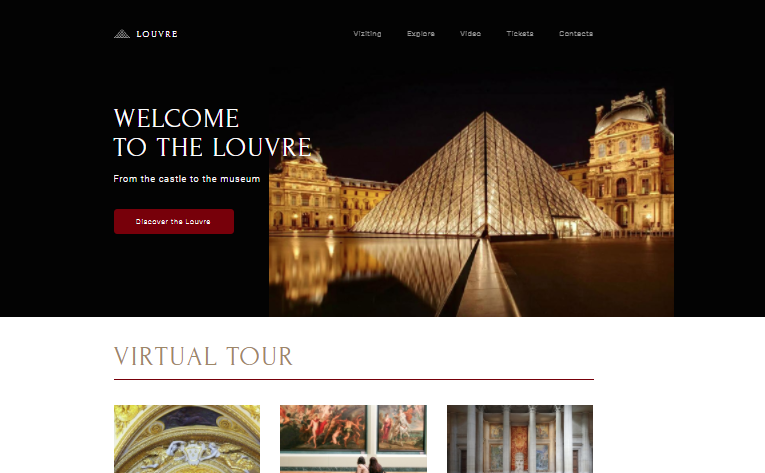 LOUVRE
Viziting Explore Video Tickets Contacts
WELCOME
TO THE LOUVRE
From the castle to the museum
Discover the Louvre
VIRTUAL TOUR